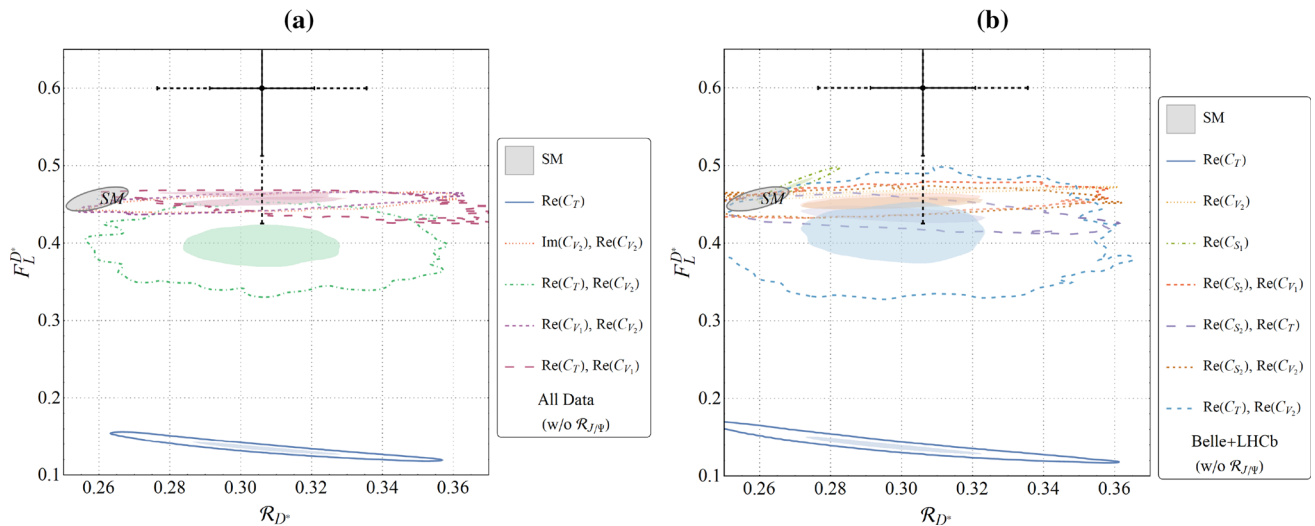 (a)
0.6
0.5
0.4
0.3
0.2
0.1
F_L^{D*}
SM
0.26 0.28 0.30 0.32 0.34 0.36
R_{D*}
SM
Re(C_T)
Im(C_{V_2}), Re(C_{V_2})
Re(C_T), Re(C_{V_2})
Re(C_{V_1}), Re(C_{V_2})
Re(C_T), Re(C_{V_1})
All Data
(w/o R_{J/Ψ})
(b)
0.6
0.5
0.4
0.3
0.2
0.1
F_L^{D*}
SM
0.26 0.28 0.30 0.32 0.34 0.36
R_{D*}
SM
Re(C_T)
Re(C_{V_2})
Re(C_{S_1})
Re(C_{S_2}), Re(C_{V_1})
Re(C_{S_2}), Re(C_T)
Re(C_{S_2}), Re(C_{V_2})
Re(C_T), Re(C_{V_2})
Belle+LHCb
(w/o R_{J/Ψ})